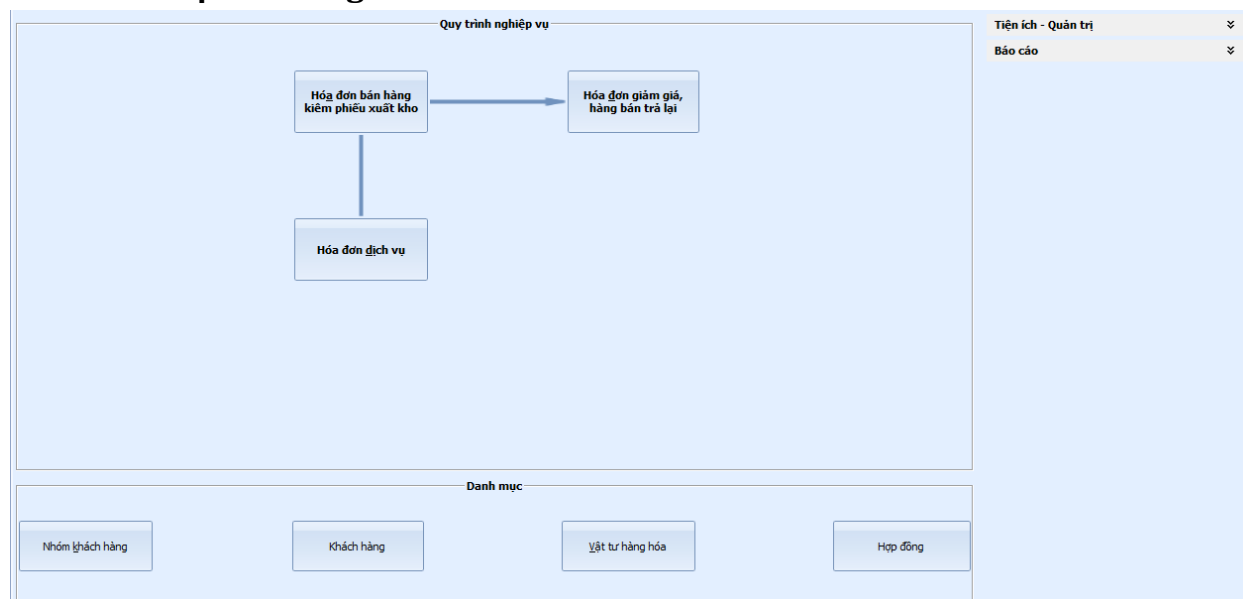 Quy trình nghiệp vụ
Tiện ích - Quản trị
Báo cáo
Hóa đơn bán hàng
kiêm phiếu xuất kho
Hóa đơn giảm giá,
hàng bán trả lại
Hóa đơn dịch vụ
Danh mục
Nhóm khách hàng
Khách hàng
Vật tư hàng hóa
Hợp đồng